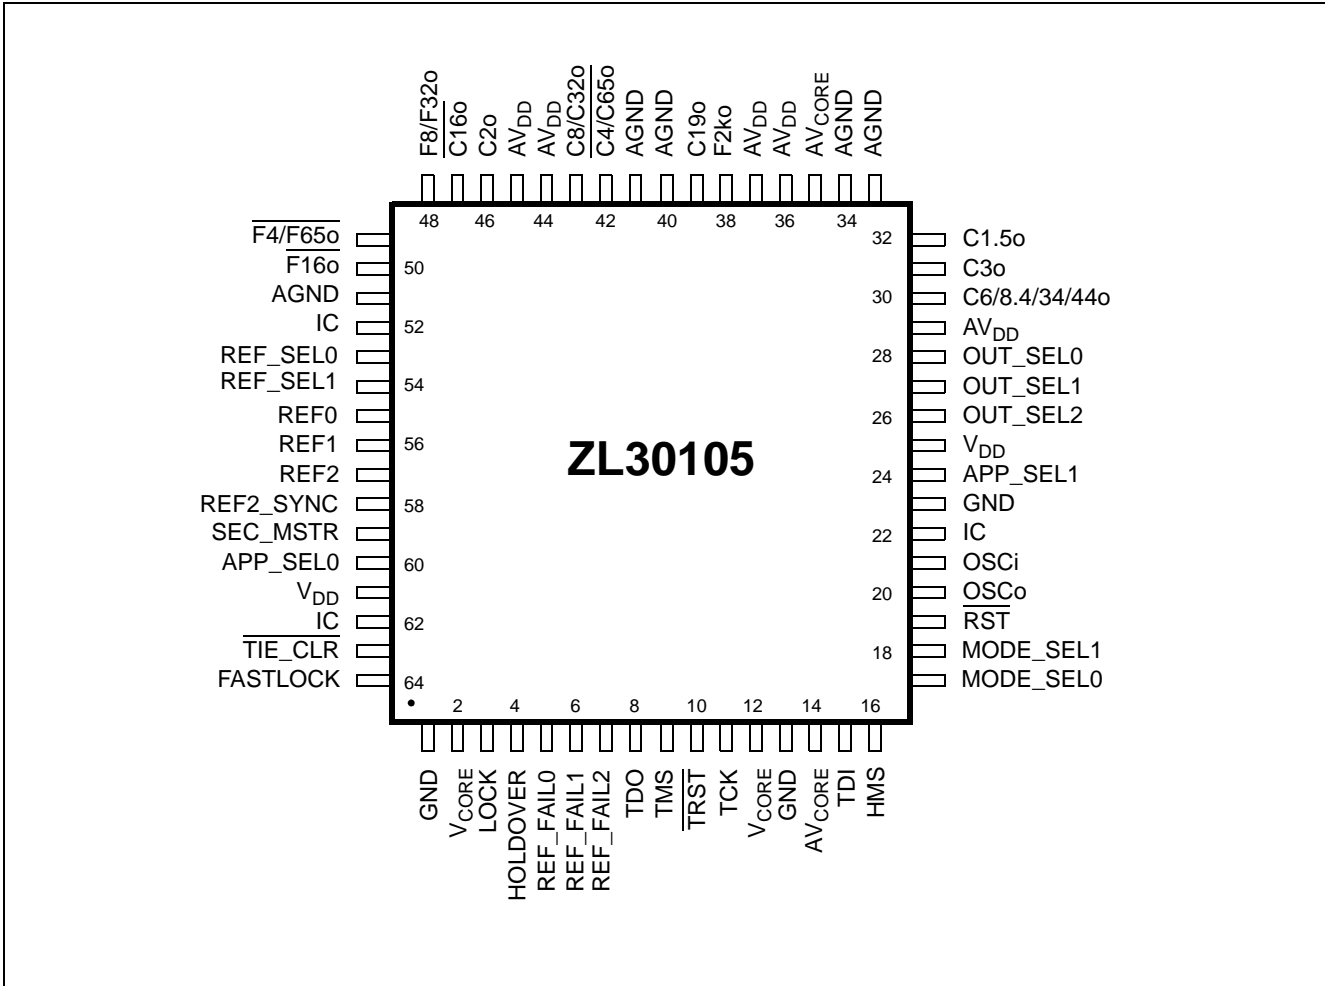 F8/F32o
C16o
C2o
AVDD
AVDD
C8/C32o
C4/C65o
AGND
AGND
C19o
F2ko
AVDD
AVDD
AVCORE
AGND
AGND
48 46 44 42 40 38 36 34
F4/F65o
F16o 50
AGND
IC 52
REF_SEL0
REF_SEL1 54
REF0
REF1 56
REF2
REF2_SYNC 58
SEC_MSTR
APP_SEL0 60
VDD
IC 62
TIE_CLR
FASTLOCK 64
ZL30105
32 C1.5o
C3o
30 C6/8.4/34/44o
AVDD
28 OUT_SEL0
OUT_SEL1
26 OUT_SEL2
VDD
24 APP_SEL1
GND
22 IC
OSCi
20 OSCo
RST
18 MODE_SEL1
MODE_SEL0
2 4 6 8 10 12 14 16
GND
VCORE
LOCK
HOLDOVER
REF_FAIL0
REF_FAIL1
REF_FAIL2
TDO
TMS
TRST
TCK
VCORE
GND
AVCORE
TDI
HMS